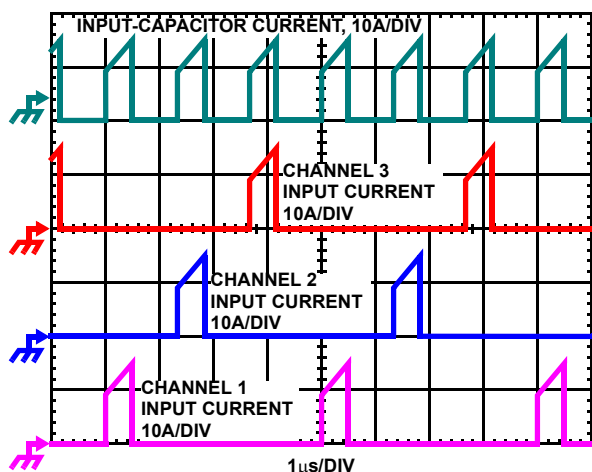 INPUT-CAPACITOR CURRENT, 10A/DIV
CHANNEL 3
INPUT CURRENT
10A/DIV
CHANNEL 2
INPUT CURRENT
10A/DIV
CHANNEL 1
INPUT CURRENT
10A/DIV
1μs/DIV